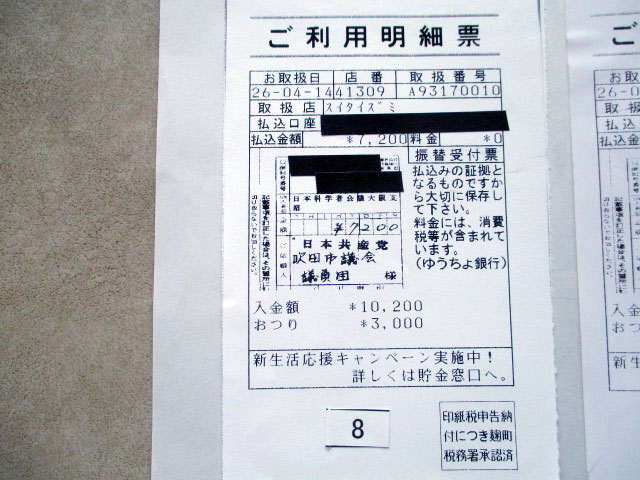 ご利用明細票
お取扱日 店番 取扱番号
26-04-14 41309 A93170010
取扱店 スイタイズミ
払込口座
払込金額 *7,200 料金 *0
振替受付票
払込みの証拠と
なるものですか
ら大切に保存し
て下さい。
料金には、消費
税等が含まれて
います。
(ゆうちょ銀行)
日本科学者会議大阪支
部
金額 ¥7200
日本共産党
吹田市議会
議員団 様
入金額 *10,200
おつり *3,000
新生活応援キャンペーン実施中!
詳しくは貯金窓口へ。
8
印紙税申告納
付につき麹町
税務署承認済